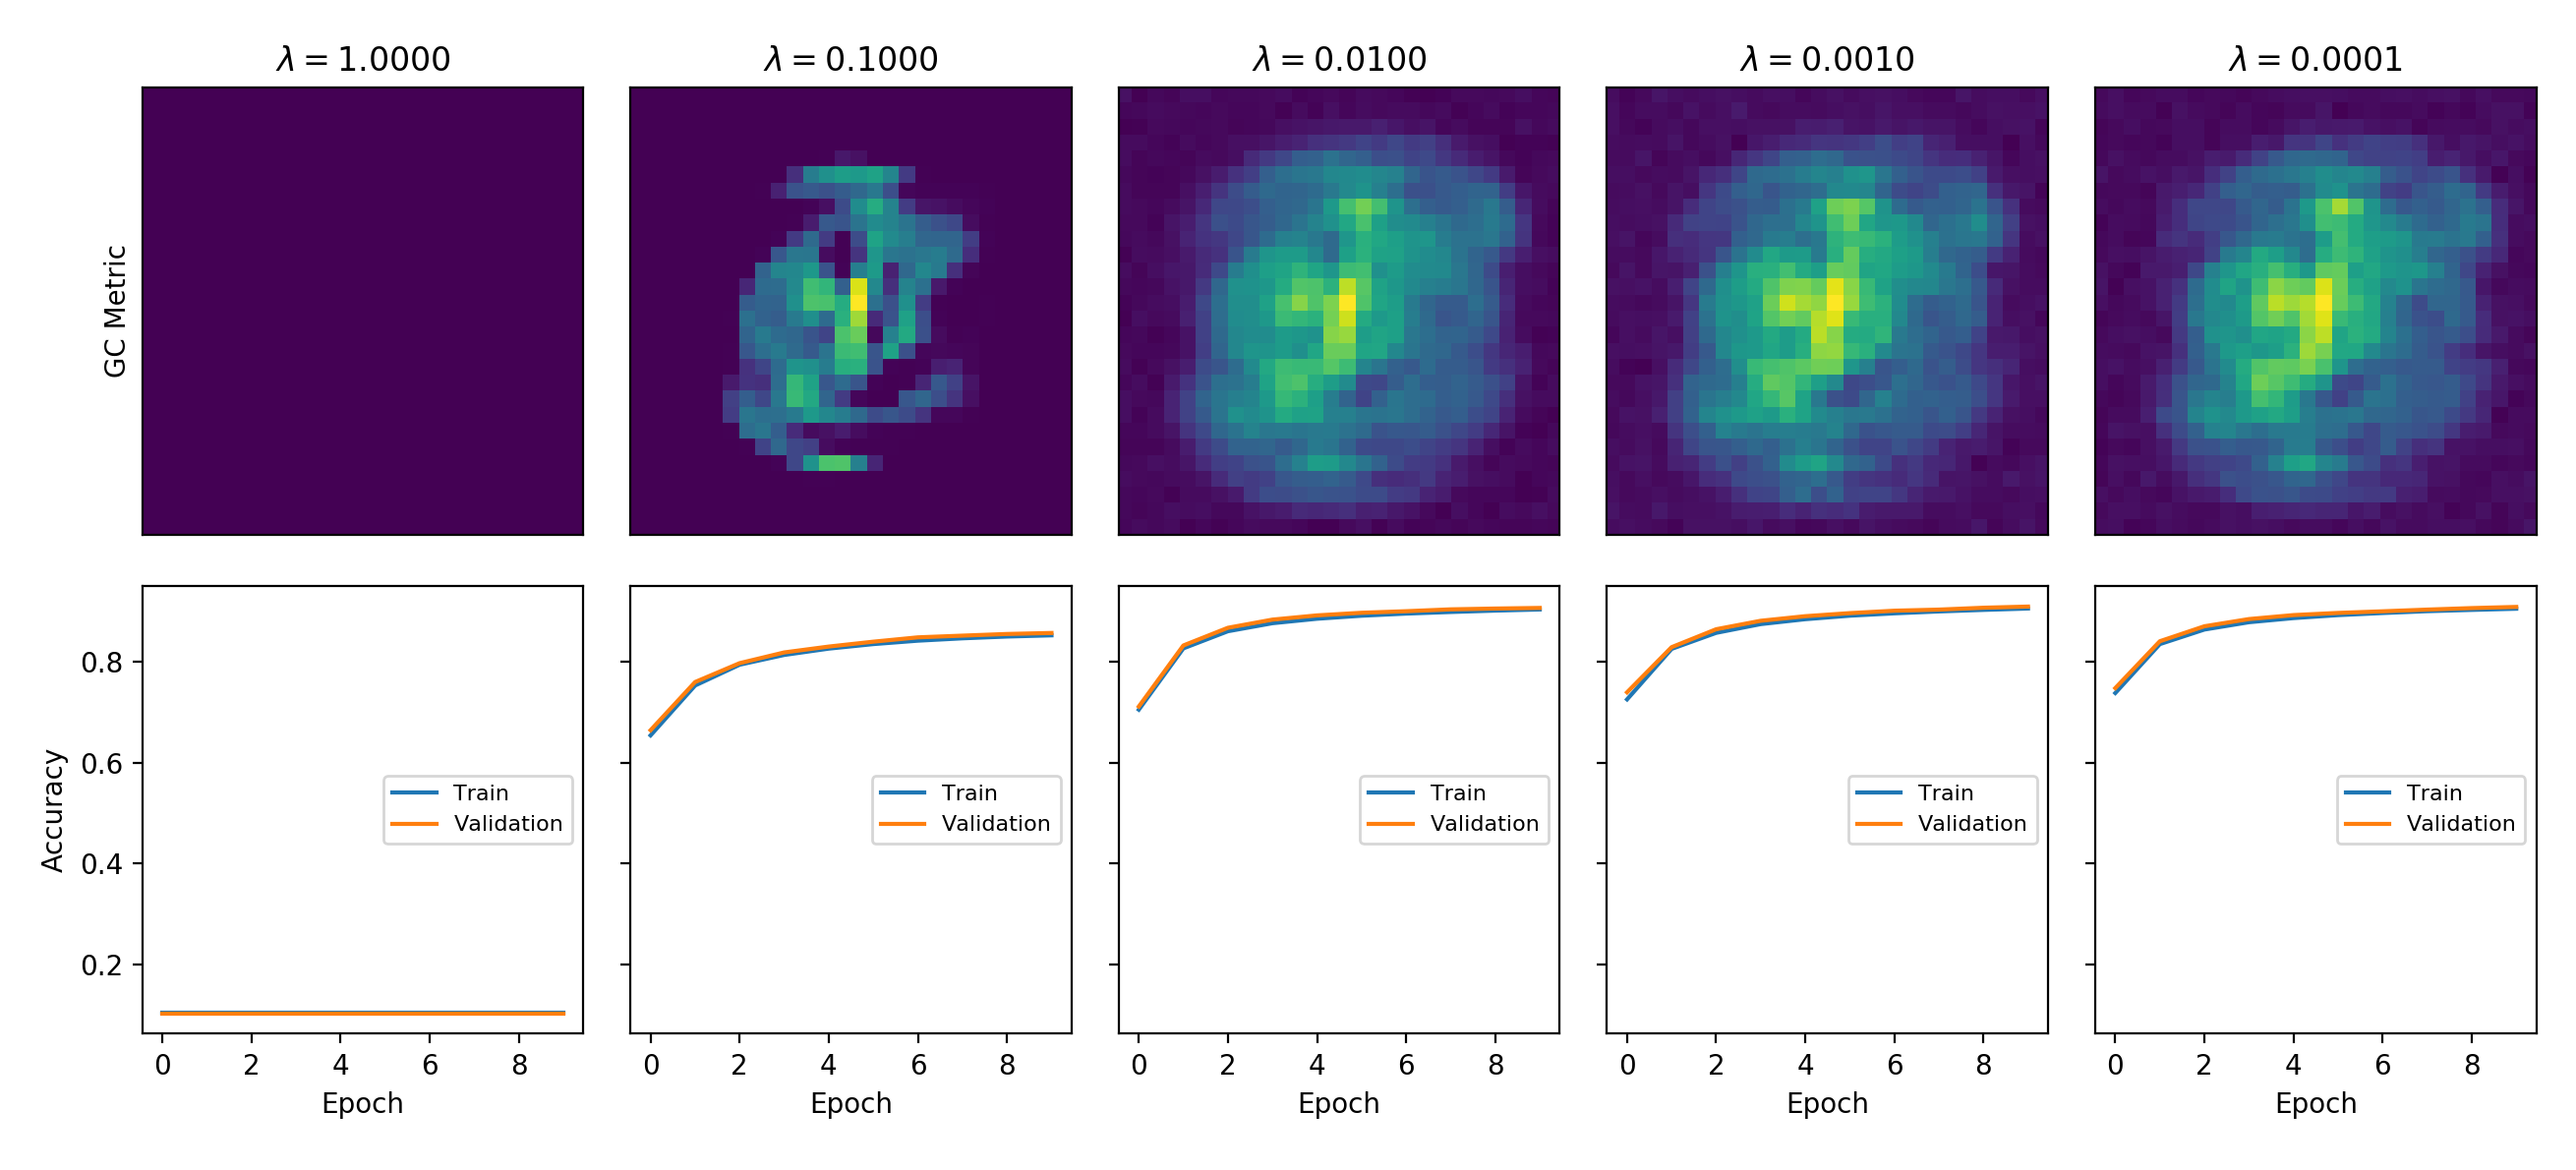 λ = 1.0000
λ = 0.1000
λ = 0.0100
λ = 0.0010
λ = 0.0001
GC Metric
Accuracy
0.8
0.6
0.4
0.2
Train
Validation
Train
Validation
Train
Validation
Train
Validation
Train
Validation
0 2 4 6 8
0 2 4 6 8
0 2 4 6 8
0 2 4 6 8
0 2 4 6 8
Epoch
Epoch
Epoch
Epoch
Epoch